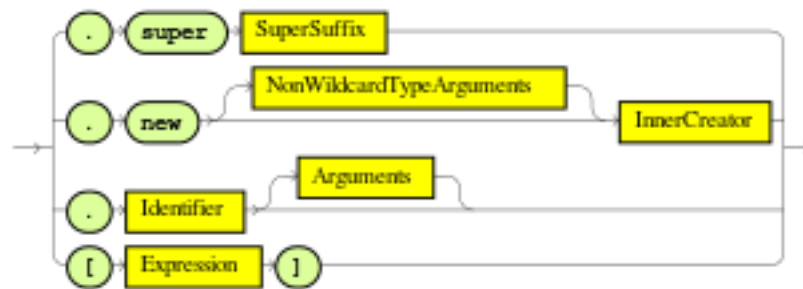 . super SuperSuffix
NonWildcardTypeArguments
. new InnerCreator
Arguments
. Identifier
[ Expression ]